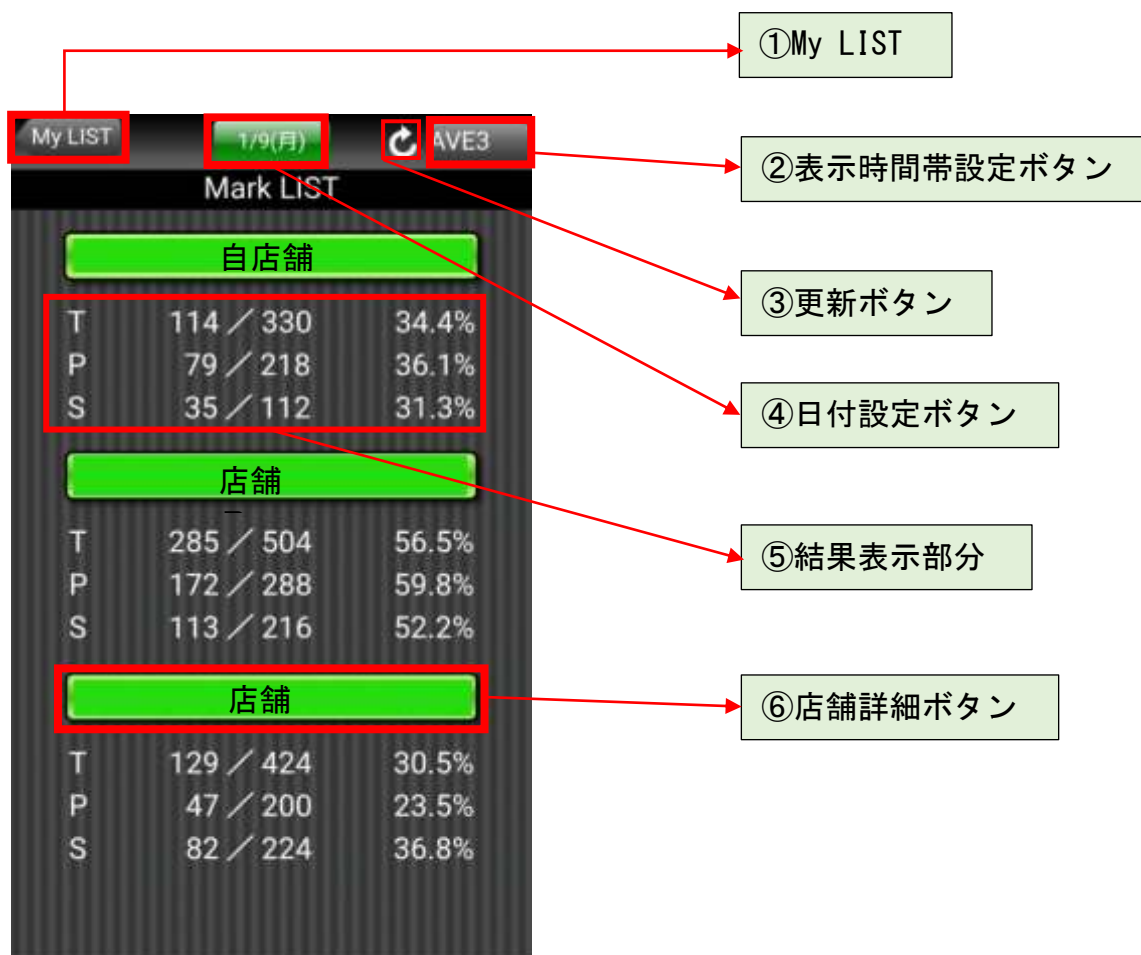 ①My LIST
My LIST 1/9(月) AVE3
②表示時間帯設定ボタン
Mark LIST
自店舗
③更新ボタン
T 114／330 34.4%
P 79／218 36.1%
S 35／112 31.3%
④日付設定ボタン
店舗
T 285／504 56.5%
⑤結果表示部分
P 172／288 59.8%
S 113／216 52.2%
店舗
⑥店舗詳細ボタン
T 129／424 30.5%
P 47／200 23.5%
S 82／224 36.8%